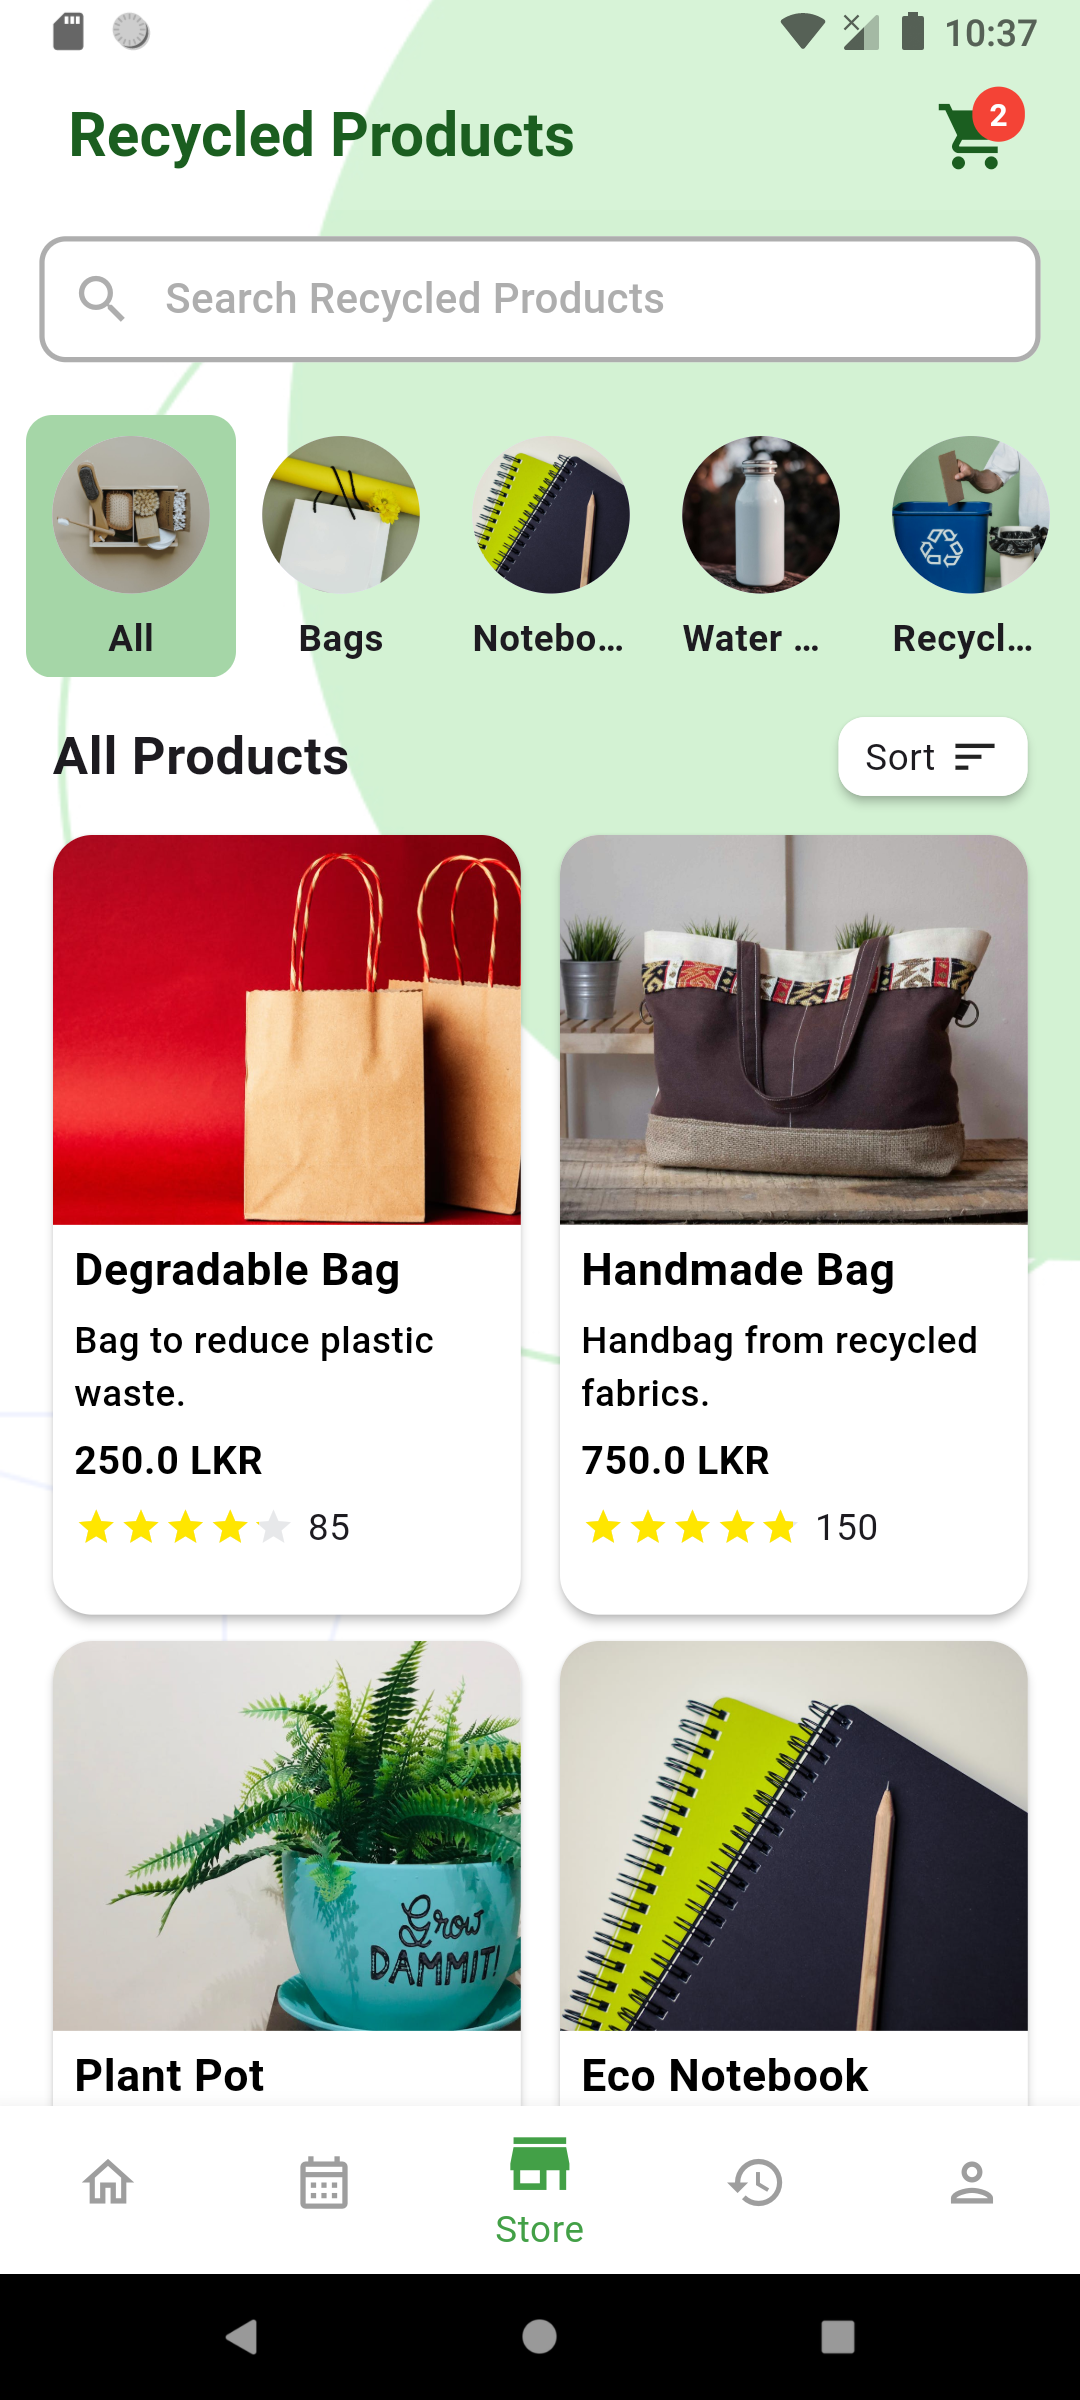 10:37
Recycled Products
2
Search Recycled Products
All
Bags
Notebo...
Water ...
Recycl...
All Products
Sort
Degradable Bag
Bag to reduce plastic
waste.
250.0 LKR
85
Handmade Bag
Handbag from recycled
fabrics.
750.0 LKR
150
Grow
DAMMIT!
Plant Pot
Eco Notebook
Store